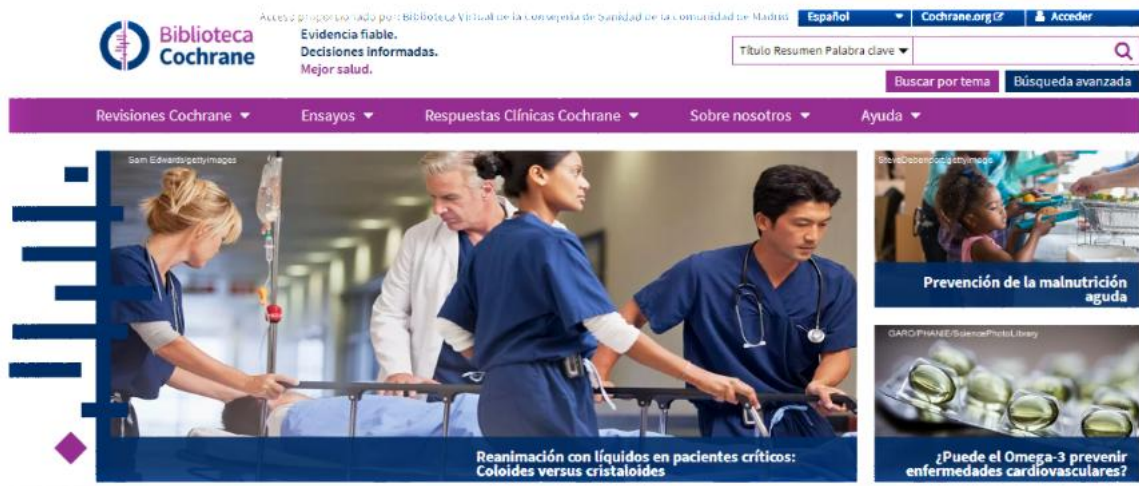 Acceso proporcionado por: Biblioteca Virtual de la consejería de Sanidad de la comunidad de Madrid
Español
Cochrane.org
Acceder
Biblioteca
Cochrane
Evidencia fiable.
Decisiones informadas.
Mejor salud.
Título Resumen Palabra clave
Buscar por tema
Búsqueda avanzada
Revisiones Cochrane
Ensayos
Respuestas Clínicas Cochrane
Sobre nosotros
Ayuda
Sam Edwards/gettyimages
Reanimación con líquidos en pacientes críticos:
Coloides versus cristaloides
SteveDebenport/gettyimage
Prevención de la malnutrición
aguda
GARO/PHANIE/SciencePhotoLibrary
¿Puede el Omega-3 prevenir
enfermedades cardiovasculares?